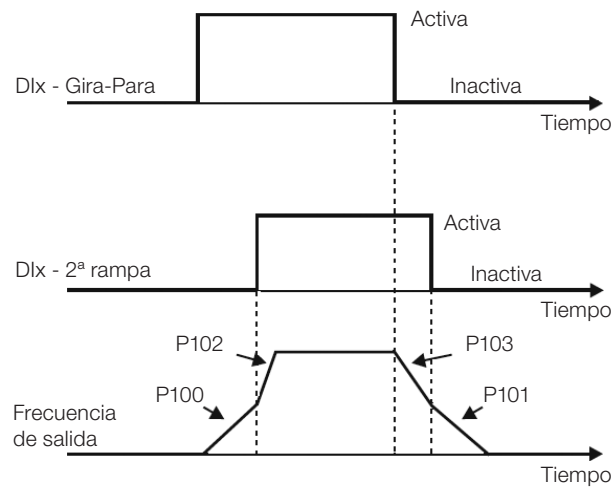 Activa
DIx - Gira-Para
Inactiva
Tiempo
Activa
DIx - 2ª rampa
Inactiva
Tiempo
P102
P103
P100
P101
Frecuencia
de salida
Tiempo